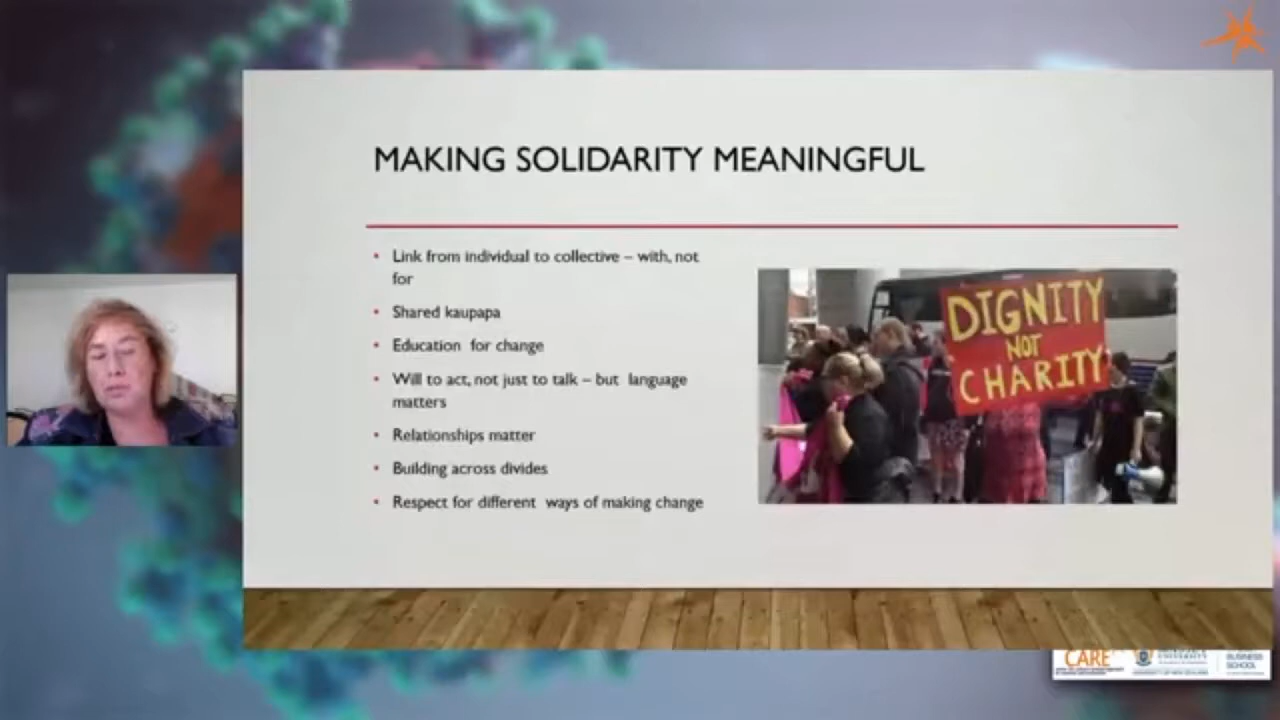 MAKING SOLIDARITY MEANINGFUL
• Link from individual to collective – with, not
for
• Shared kaupapa
• Education for change
• Will to act, not just to talk – but language
matters
• Relationships matter
• Building across divides
• Respect for different ways of making change
DIGNITY
NOT
CHARITY
CARE
UNIVERSITY
BUSINESS
SCHOOL